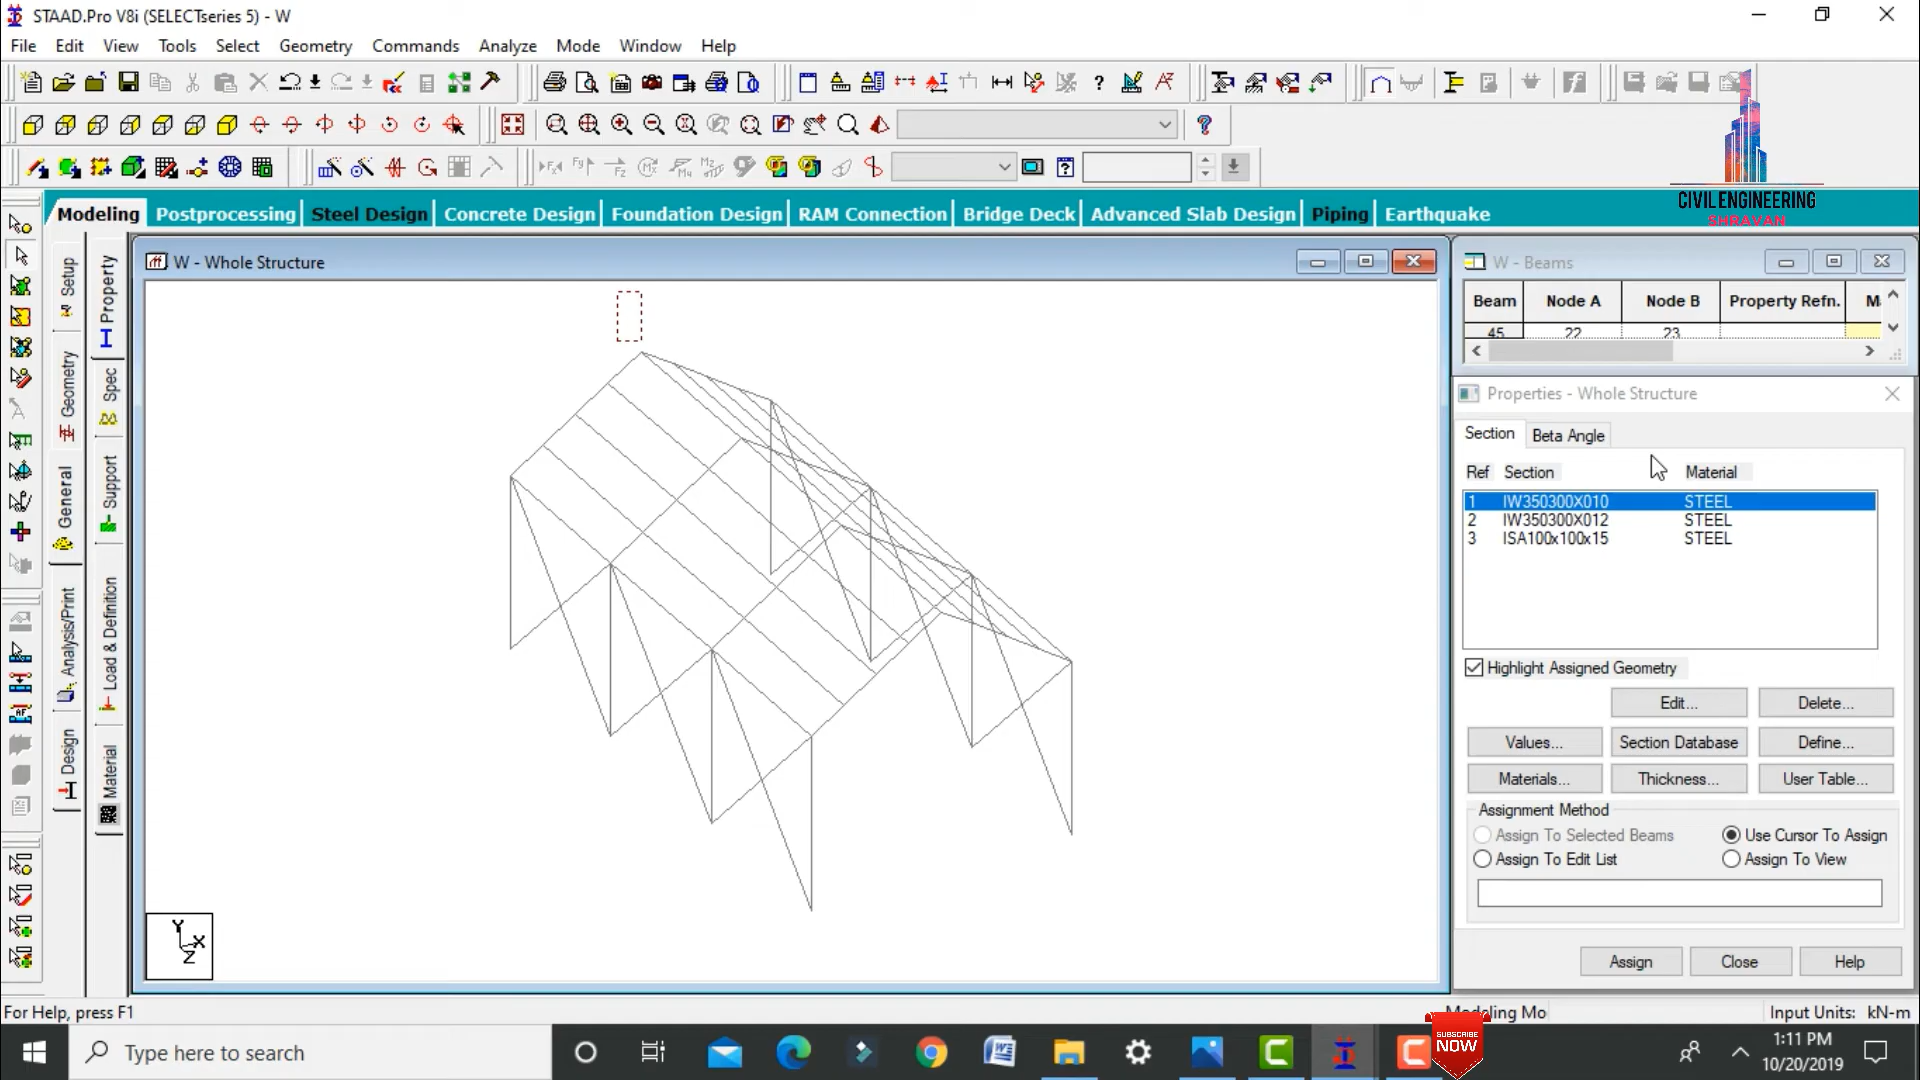 STAAD.Pro V8i (SELECTseries 5) - W
File Edit View Tools Select Geometry Commands Analyze Mode Window Help
CIVIL ENGINEERING
SHRAVAN
Modeling Postprocessing Steel Design Concrete Design Foundation Design RAM Connection Bridge Deck Advanced Slab Design Piping Earthquake
Setup
Geometry
General
Analysis/Print
Design
Property
Spec
Support
Load & Definition
Material
W - Whole Structure
Y
X
Z
W - Beams
Beam Node A Node B Property Refn. M
45 22 23
Properties - Whole Structure
Section Beta Angle
Ref Section Material
1 IW350300X010 STEEL
2 IW350300X012 STEEL
3 ISA100x100x15 STEEL
Highlight Assigned Geometry
Edit... Delete...
Values... Section Database Define...
Materials... Thickness... User Table...
Assignment Method
Assign To Selected Beams Use Cursor To Assign
Assign To Edit List Assign To View
Assign Close Help
For Help, press F1 Modeling Mo Input Units: kN-m
Type here to search
SUBSCRIBE
NOW
1:11 PM
10/20/2019